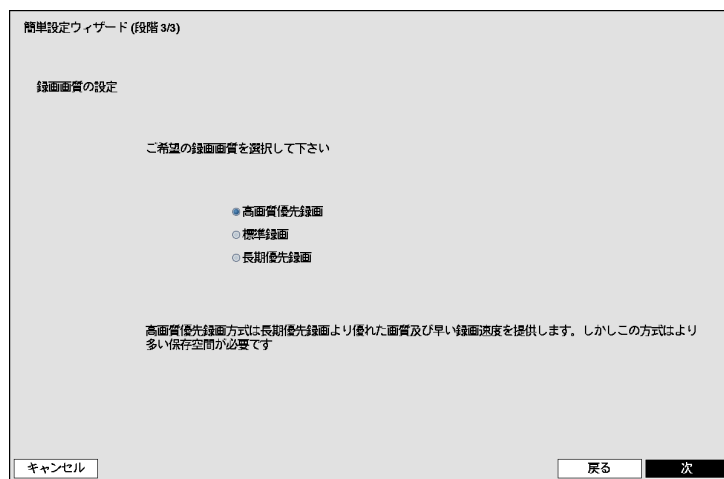 簡単設定ウィザード (段階 3/3)
録画画質の設定
ご希望の録画画質を選択して下さい
高画質優先録画
標準録画
長期優先録画
高画質優先録画方式は長期優先録画より優れた画質及び早い録画速度を提供します。しかしこの方式はより
多い保存空間が必要です
キャンセル
戻る
次